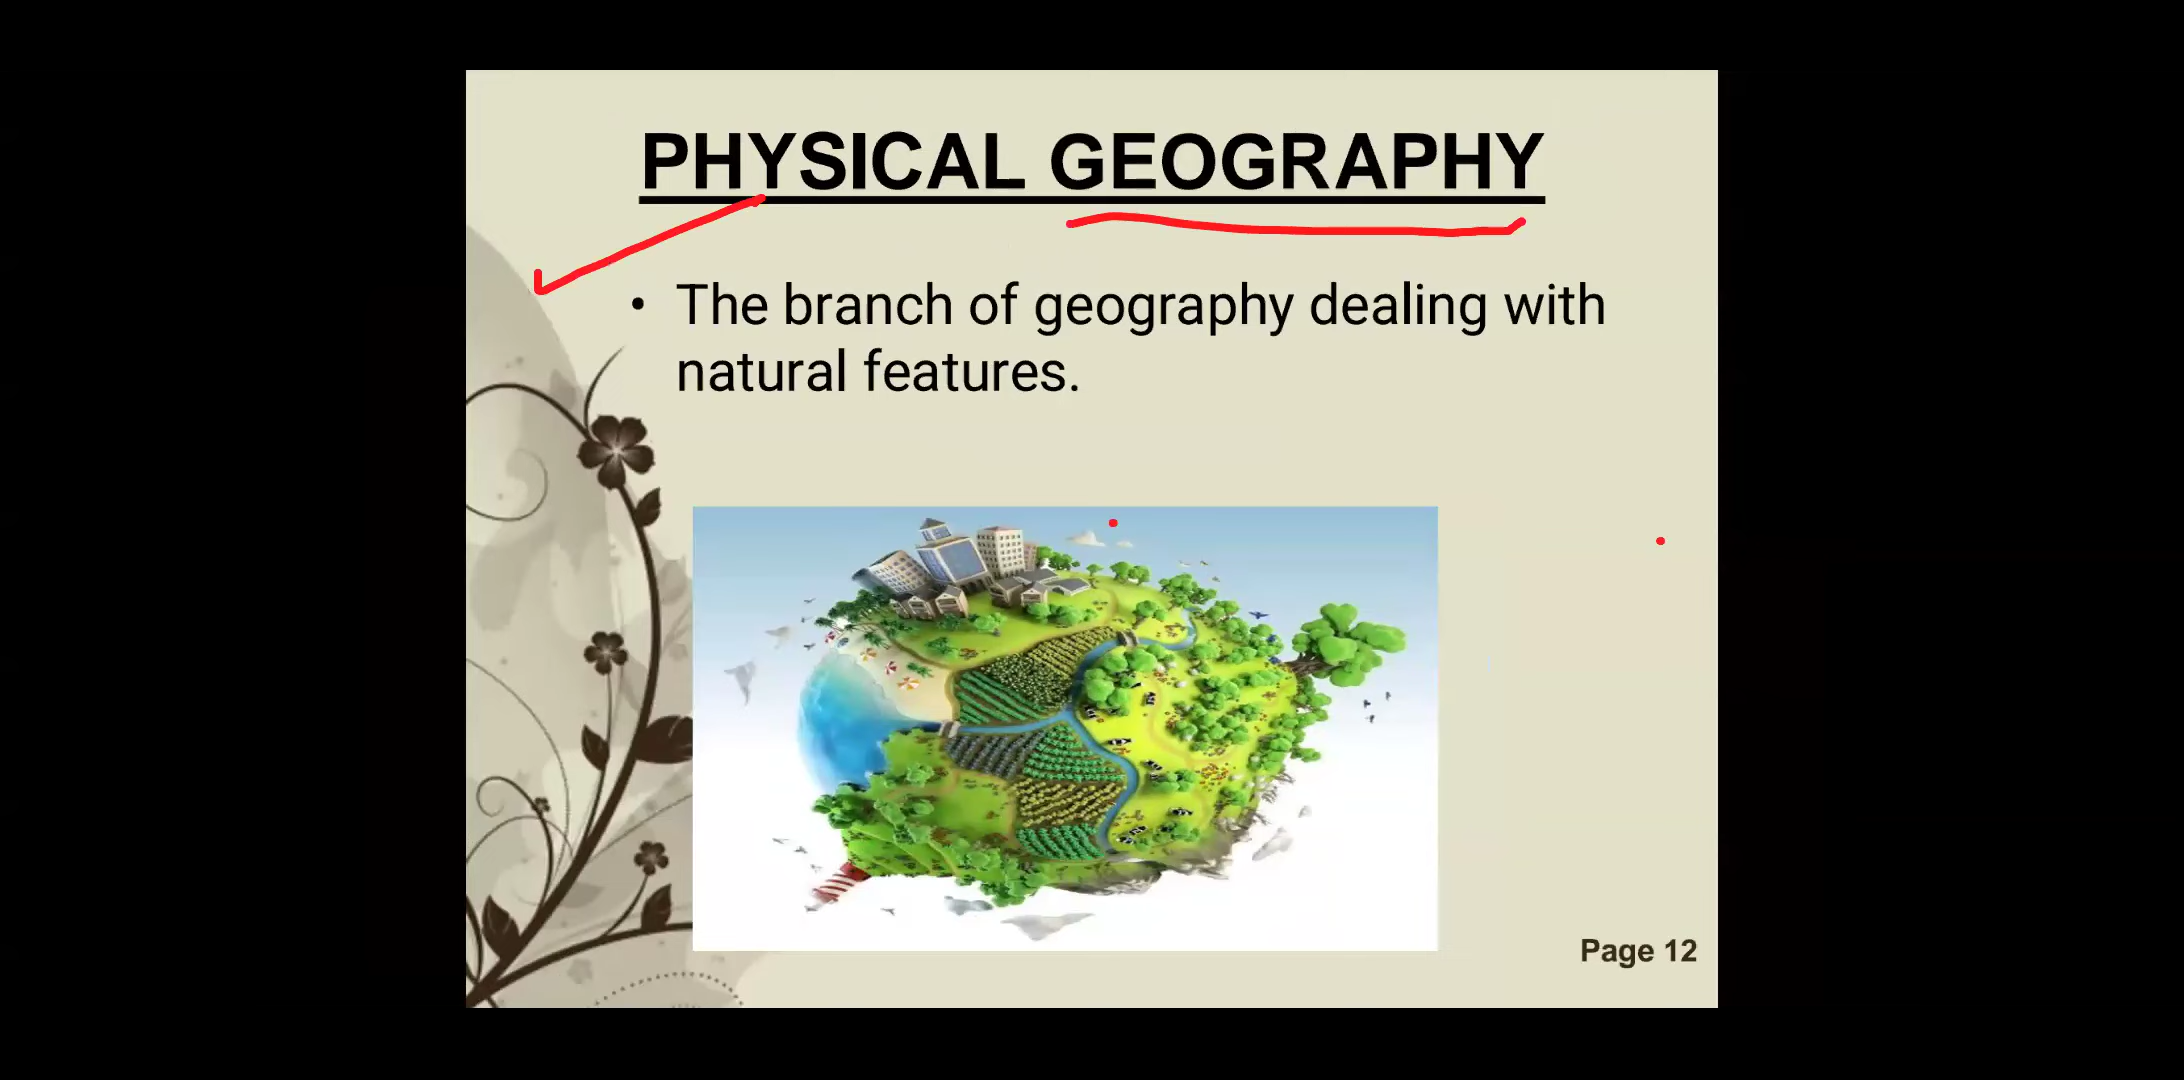 PHYSICAL GEOGRAPHY
• The branch of geography dealing with
natural features.
Page 12